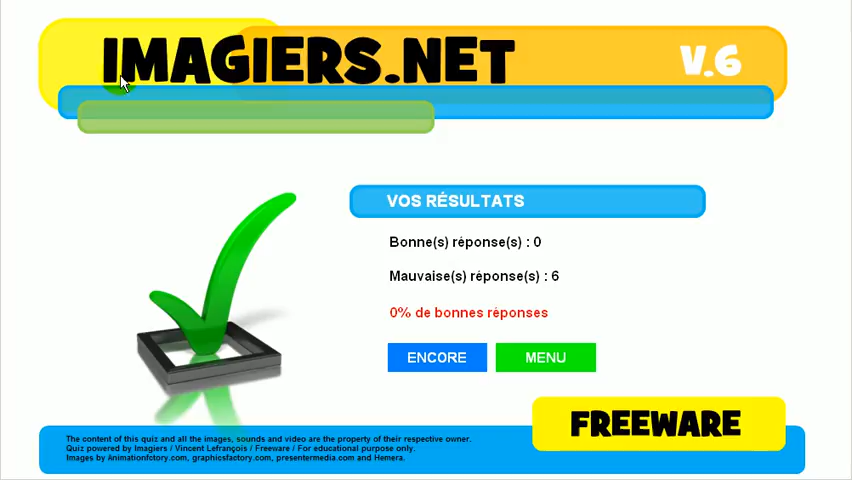 IMAGIERS.NET
V.6
VOS RÉSULTATS
Bonne(s) réponse(s) : 0
Mauvaise(s) réponse(s) : 6
0% de bonnes réponses
ENCORE
MENU
FREEWARE
The content of this quiz and all the images, sounds and video are the property of their respective owner.
Quiz powered by Imagiers / Vincent Lefrançois / Freeware / For educational purpose only.
Images by Animationfctory.com, graphicsfactory.com, presentermedia.com and Hemera.